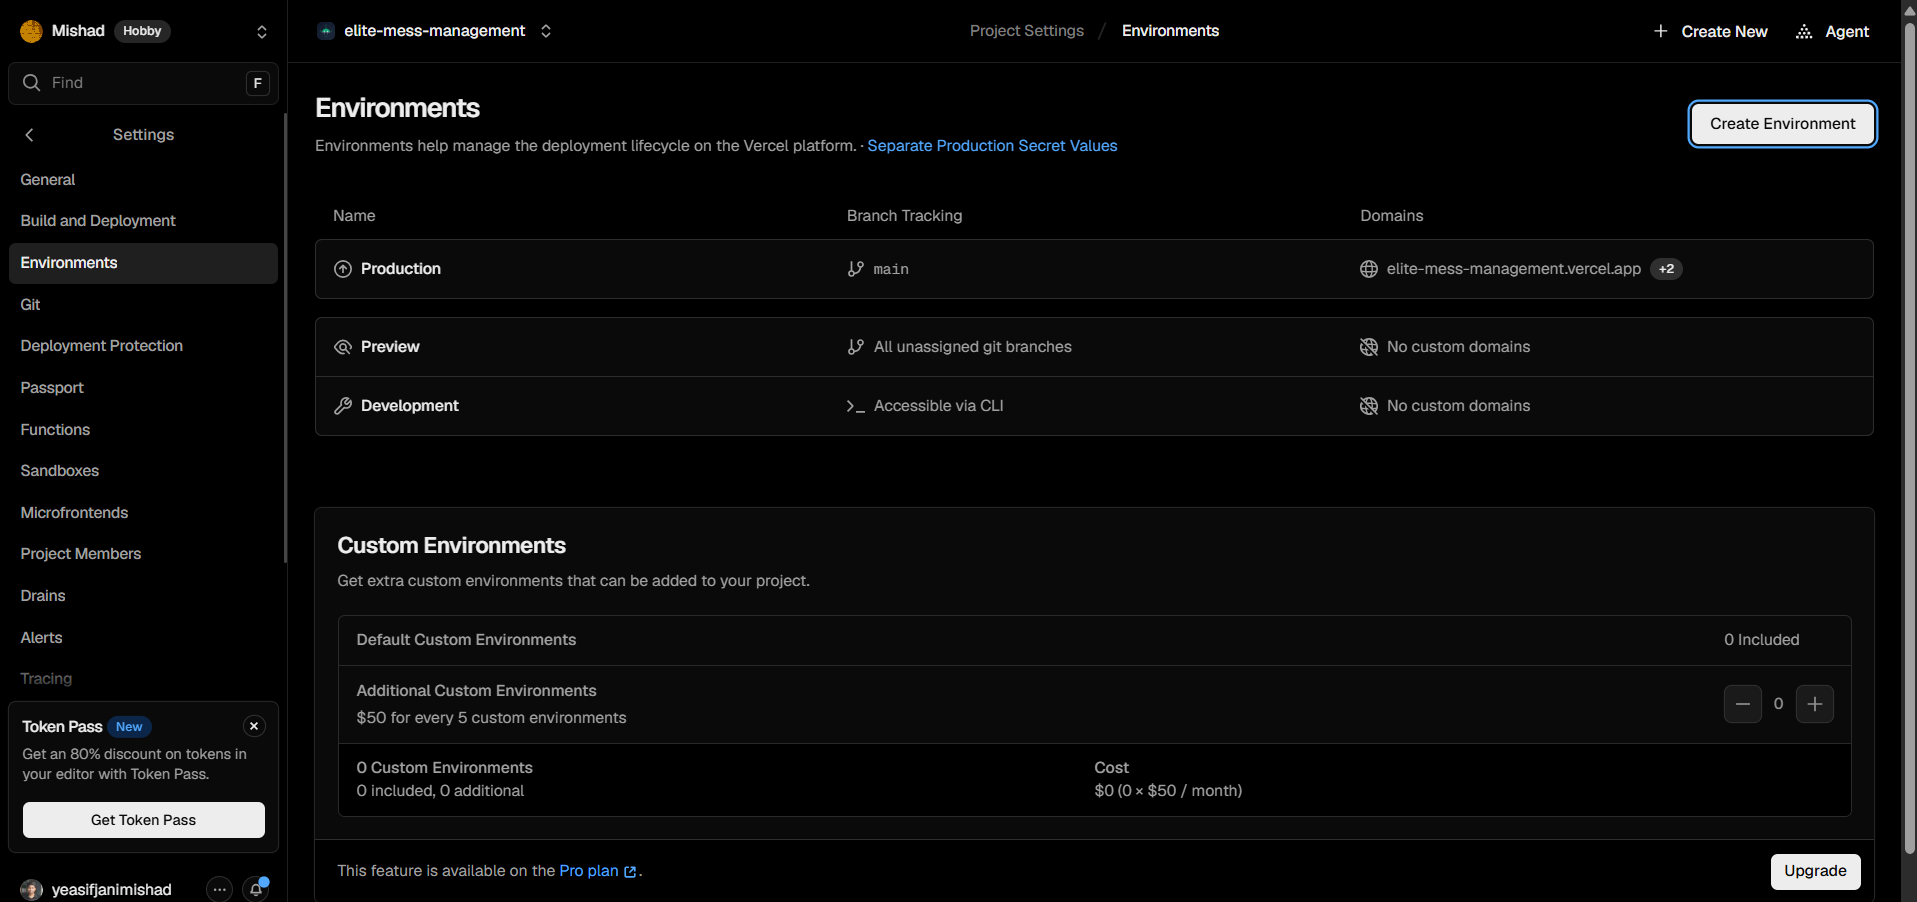 Mishad Hobby
Find F
Settings
General
Build and Deployment
Environments
Git
Deployment Protection
Passport
Functions
Sandboxes
Microfrontends
Project Members
Drains
Alerts
Tracing
Token Pass New
Get an 80% discount on tokens in
your editor with Token Pass.
Get Token Pass
yeasifjanimishad
elite-mess-management
Project Settings / Environments
Create New
Agent
Environments
Environments help manage the deployment lifecycle on the Vercel platform. · Separate Production Secret Values
Create Environment
Name Branch Tracking Domains
Production main elite-mess-management.vercel.app +2
Preview All unassigned git branches No custom domains
Development Accessible via CLI No custom domains
Custom Environments
Get extra custom environments that can be added to your project.
Default Custom Environments 0 Included
Additional Custom Environments
$50 for every 5 custom environments
0
0 Custom Environments Cost
0 included, 0 additional $0 (0 × $50 / month)
This feature is available on the Pro plan.
Upgrade